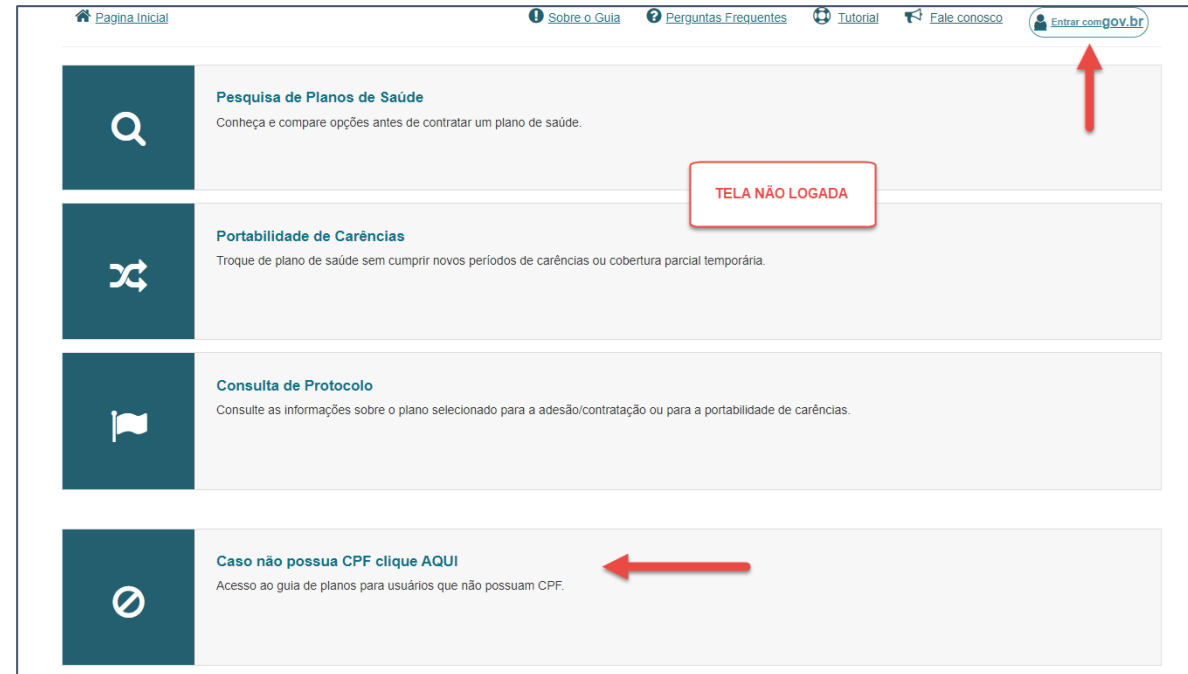 Pagina Inicial
Sobre o Guia
Perguntas Frequentes
Tutorial
Fale conosco
Entrar com gov.br
Pesquisa de Planos de Saúde
Conheça e compare opções antes de contratar um plano de saúde.
TELA NÃO LOGADA
Portabilidade de Carências
Troque de plano de saúde sem cumprir novos períodos de carências ou cobertura parcial temporária.
Consulta de Protocolo
Consulte as informações sobre o plano selecionado para a adesão/contratação ou para a portabilidade de carências.
Caso não possua CPF clique AQUI
Acesso ao guia de planos para usuários que não possuam CPF.